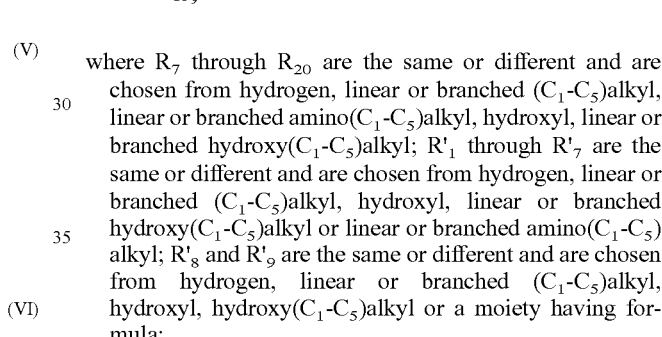 (V)
where R₇ through R₂₀ are the same or different and are
chosen from hydrogen, linear or branched (C₁-C₅)alkyl,
30
linear or branched amino(C₁-C₅)alkyl, hydroxyl, linear or
branched hydroxy(C₁-C₅)alkyl; R'₁ through R'₇ are the
same or different and are chosen from hydrogen, linear or
branched (C₁-C₅)alkyl, hydroxyl, linear or branched
35
hydroxy(C₁-C₅)alkyl or linear or branched amino(C₁-C₅)
alkyl; R'₈ and R'₉ are the same or different and are chosen
from hydrogen, linear or branched (C₁-C₅)alkyl,
(VI)
hydroxyl, hydroxy(C₁-C₅)alkyl or a moiety having for-
mula: